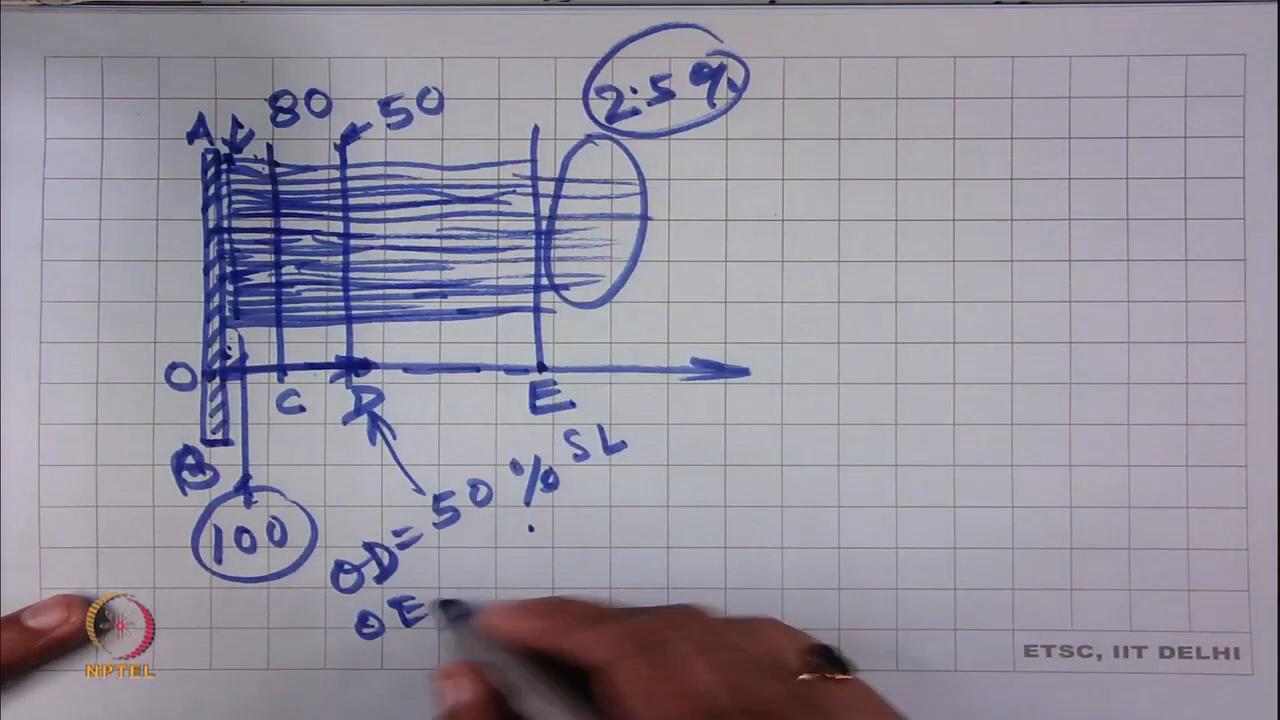 2.5 %
A 80 50
O C D E
B
SL
50 %
100
OD =
OE
NPTEL
ETSC, IIT DELHI